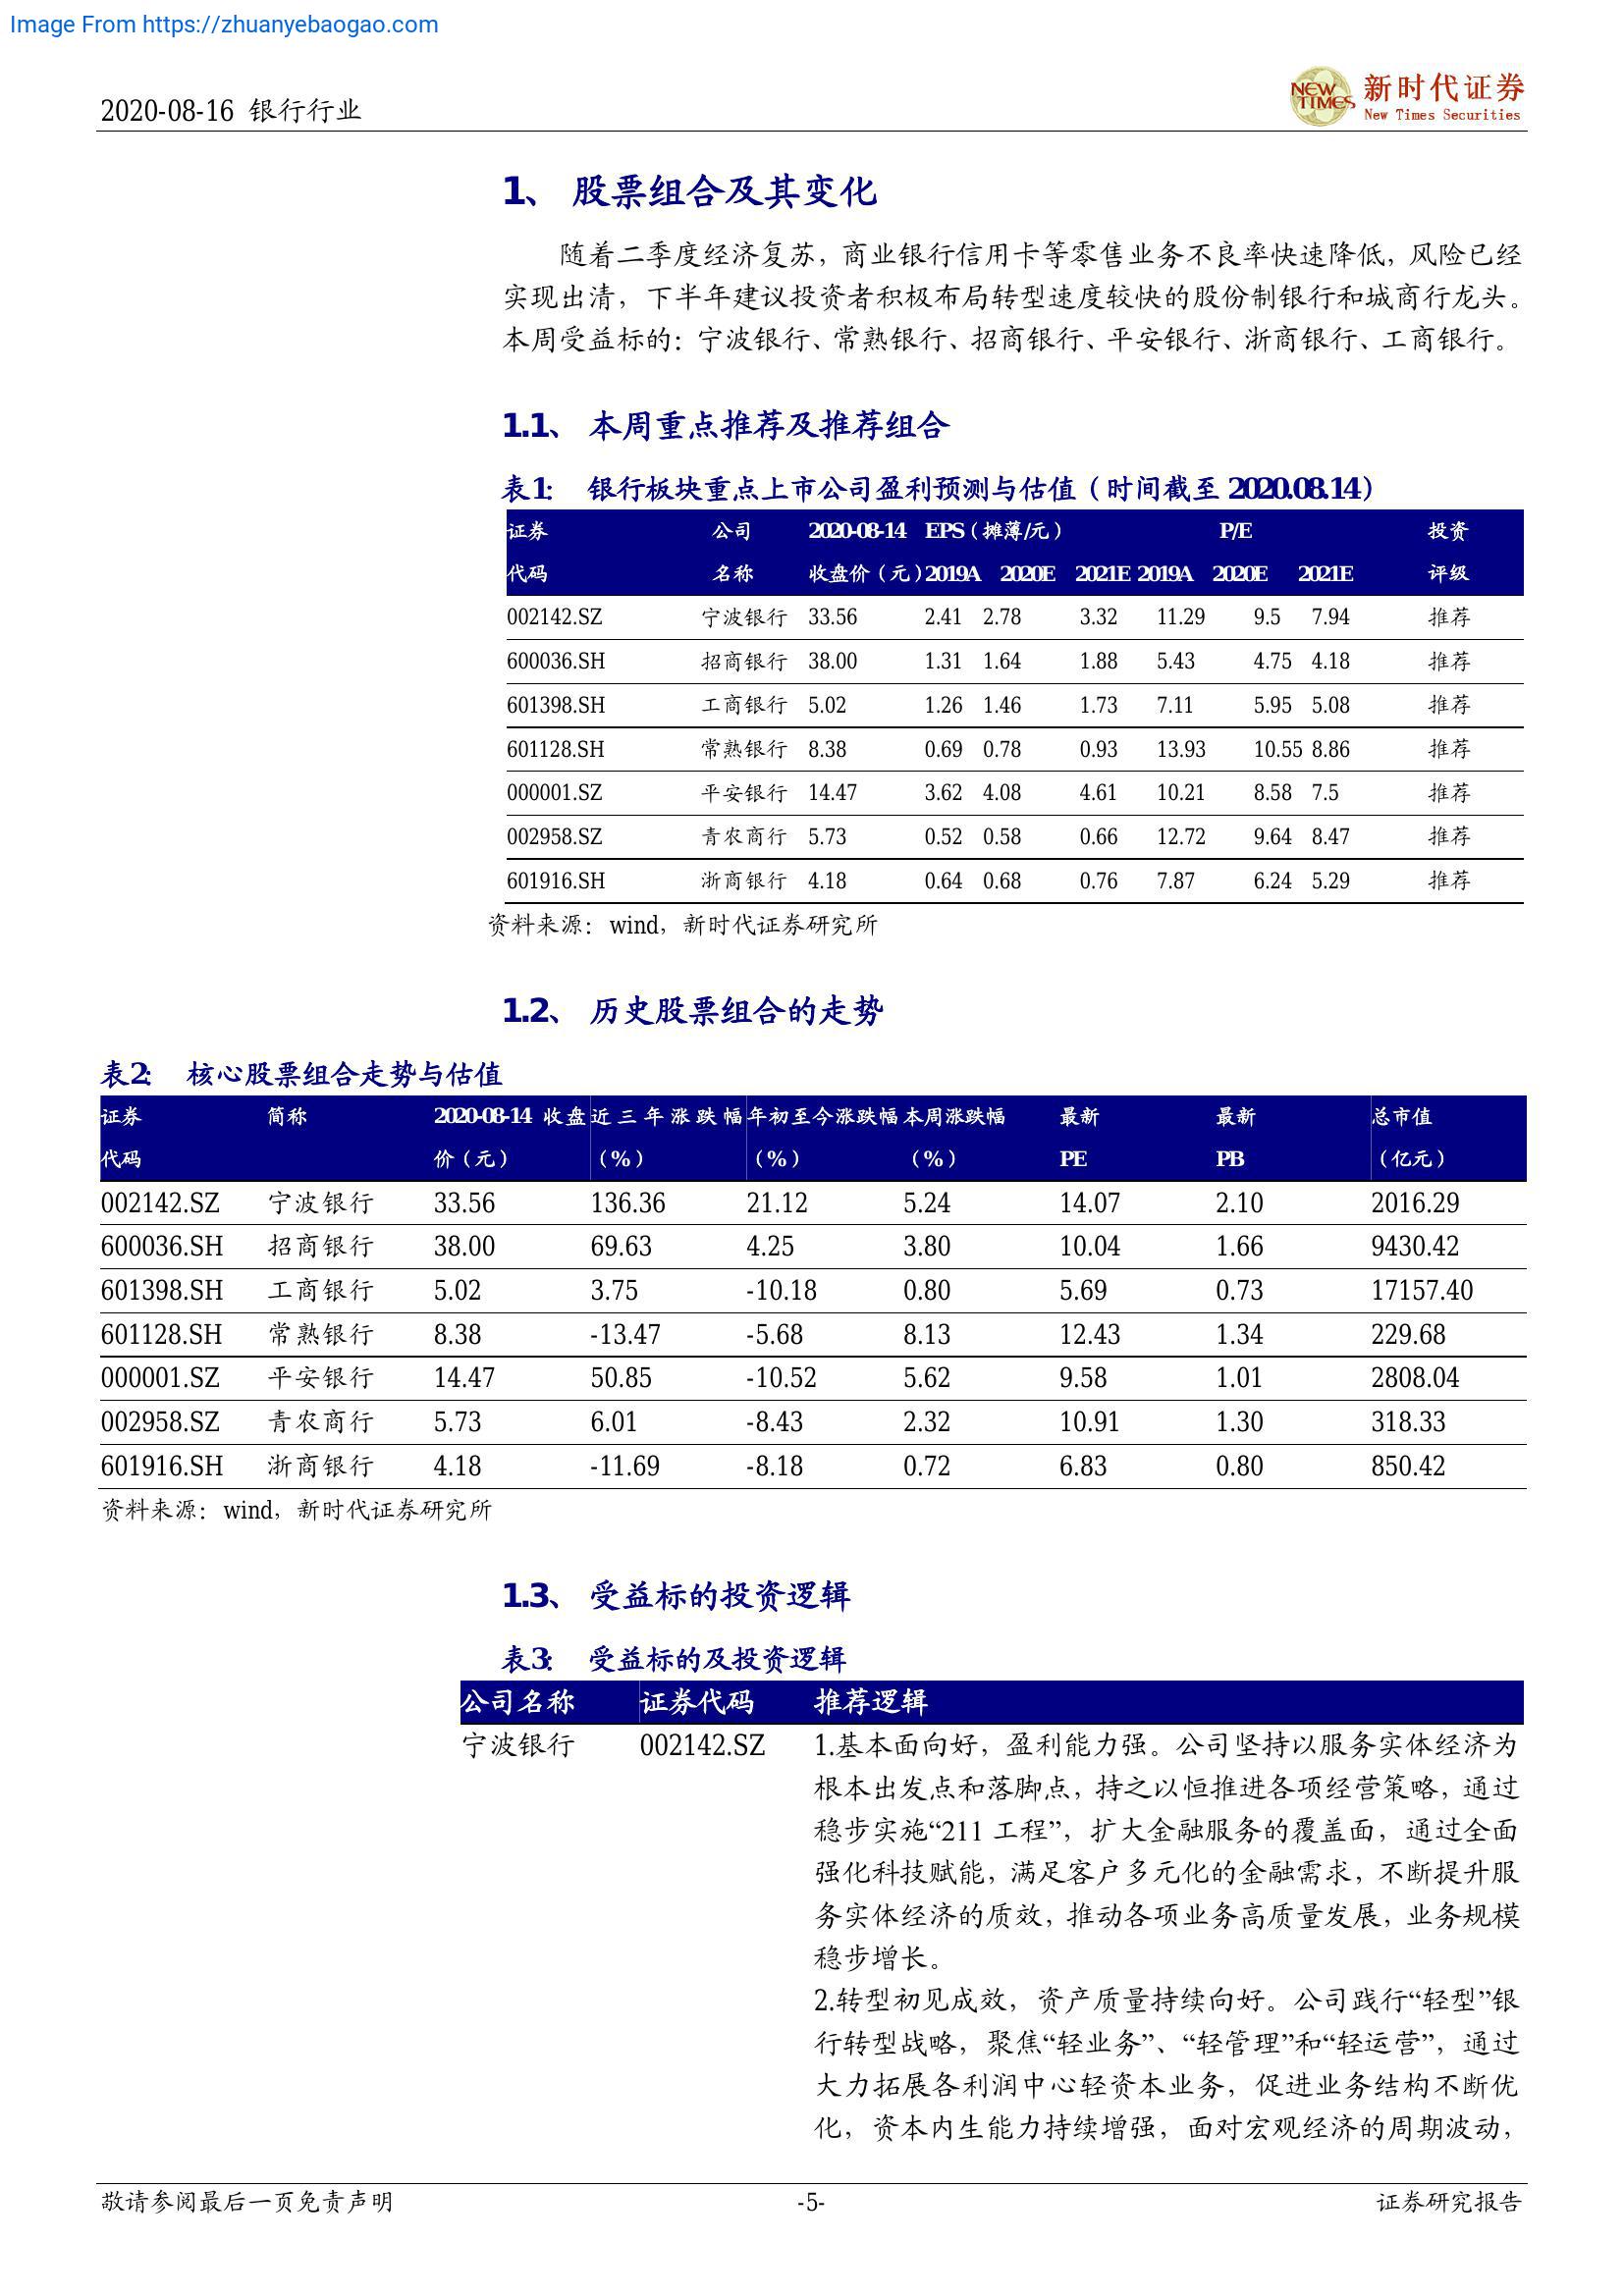 Image From https://zhuanyebaogao.com
2020-08-16 银行行业
NEW TIMES 新时代证券
New Times Securities
1、 股票组合及其变化
随着二季度经济复苏，商业银行信用卡等零售业务不良率快速降低，风险已经
实现出清，下半年建议投资者积极布局转型速度较快的股份制银行和城商行龙头。
本周受益标的：宁波银行、常熟银行、招商银行、平安银行、浙商银行、工商银行。
1.1、 本周重点推荐及推荐组合
表1： 银行板块重点上市公司盈利预测与估值（时间截至 2020.08.14）
证券 公司 2020-08-14 EPS（摊薄/元） P/E 投资
代码 名称 收盘价（元） 2019A 2020E 2021E 2019A 2020E 2021E 评级
002142.SZ 宁波银行 33.56 2.41 2.78 3.32 11.29 9.5 7.94 推荐
600036.SH 招商银行 38.00 1.31 1.64 1.88 5.43 4.75 4.18 推荐
601398.SH 工商银行 5.02 1.26 1.46 1.73 7.11 5.95 5.08 推荐
601128.SH 常熟银行 8.38 0.69 0.78 0.93 13.93 10.55 8.86 推荐
000001.SZ 平安银行 14.47 3.62 4.08 4.61 10.21 8.58 7.5 推荐
002958.SZ 青农商行 5.73 0.52 0.58 0.66 12.72 9.64 8.47 推荐
601916.SH 浙商银行 4.18 0.64 0.68 0.76 7.87 6.24 5.29 推荐
资料来源：wind，新时代证券研究所
1.2、 历史股票组合的走势
表2： 核心股票组合走势与估值
证券 简称 2020-08-14 收盘 近三年涨跌幅 年初至今涨跌幅 本周涨跌幅 最新 最新 总市值
代码 价（元） （%） （%） （%） PE PB （亿元）
002142.SZ 宁波银行 33.56 136.36 21.12 5.24 14.07 2.10 2016.29
600036.SH 招商银行 38.00 69.63 4.25 3.80 10.04 1.66 9430.42
601398.SH 工商银行 5.02 3.75 -10.18 0.80 5.69 0.73 17157.40
601128.SH 常熟银行 8.38 -13.47 -5.68 8.13 12.43 1.34 229.68
000001.SZ 平安银行 14.47 50.85 -10.52 5.62 9.58 1.01 2808.04
002958.SZ 青农商行 5.73 6.01 -8.43 2.32 10.91 1.30 318.33
601916.SH 浙商银行 4.18 -11.69 -8.18 0.72 6.83 0.80 850.42
资料来源：wind，新时代证券研究所
1.3、 受益标的投资逻辑
表3： 受益标的及投资逻辑
公司名称 证券代码 推荐逻辑
宁波银行 002142.SZ 1.基本面向好，盈利能力强。公司坚持以服务实体经济为
根本出发点和落脚点，持之以恒推进各项经营策略，通过
稳步实施“211 工程”，扩大金融服务的覆盖面，通过全面
强化科技赋能，满足客户多元化的金融需求，不断提升服
务实体经济的质效，推动各项业务高质量发展，业务规模
稳步增长。
2.转型初见成效，资产质量持续向好。公司践行“轻型”银
行转型战略，聚焦“轻业务”、“轻管理”和“轻运营”，通过
大力拓展各利润中心轻资本业务，促进业务结构不断优
化，资本内生能力持续增强，面对宏观经济的周期波动，
敬请参阅最后一页免责声明 -5- 证券研究报告